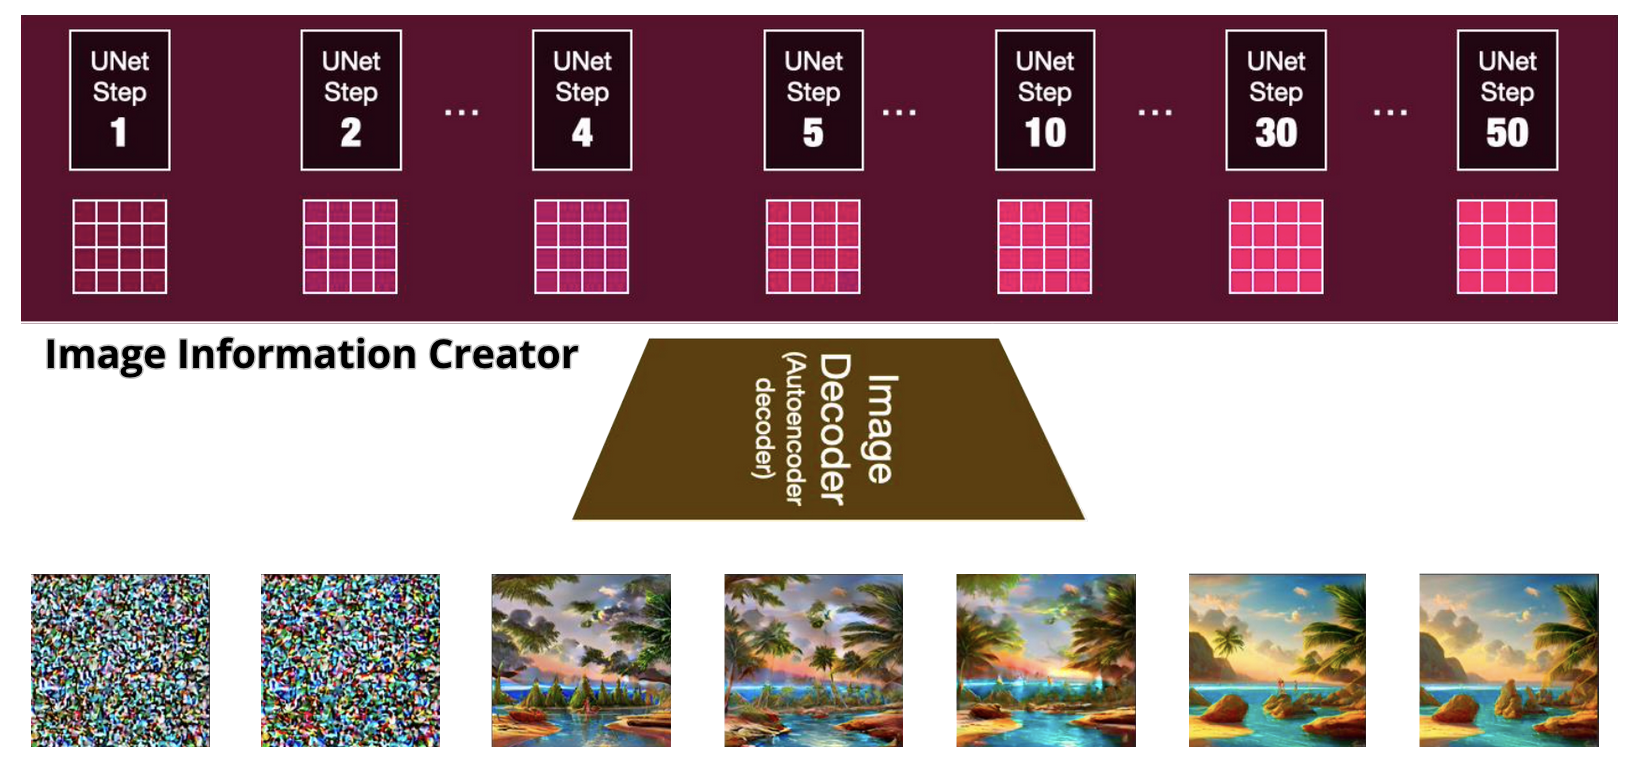 UNet
Step
1
UNet
Step
2
...
UNet
Step
4
UNet
Step
5
...
UNet
Step
10
...
UNet
Step
30
...
UNet
Step
50
Image Information Creator
Image
Decoder
(Autoencoder
decoder)